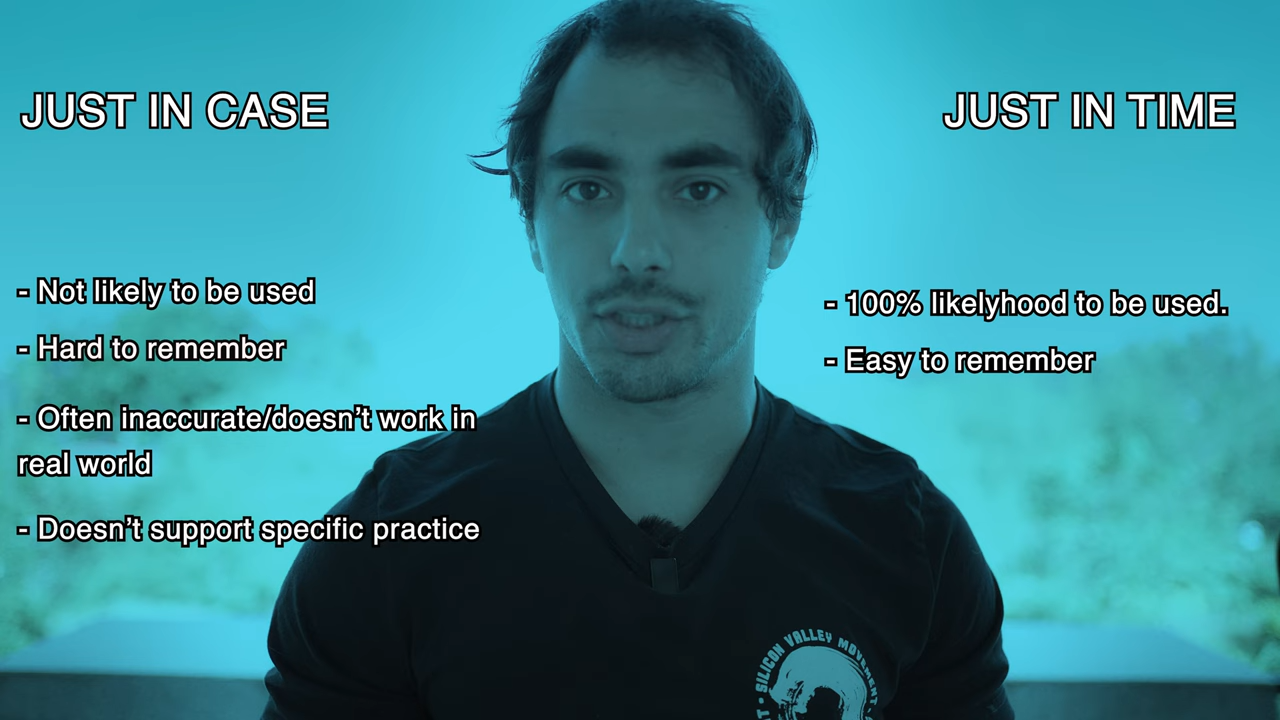 JUST IN CASE
- Not likely to be used
- Hard to remember
- Often inaccurate/doesn't work in
real world
- Doesn't support specific practice
JUST IN TIME
- 100% likelyhood to be used.
- Easy to remember
SILICON VALLEY MOVEMENT